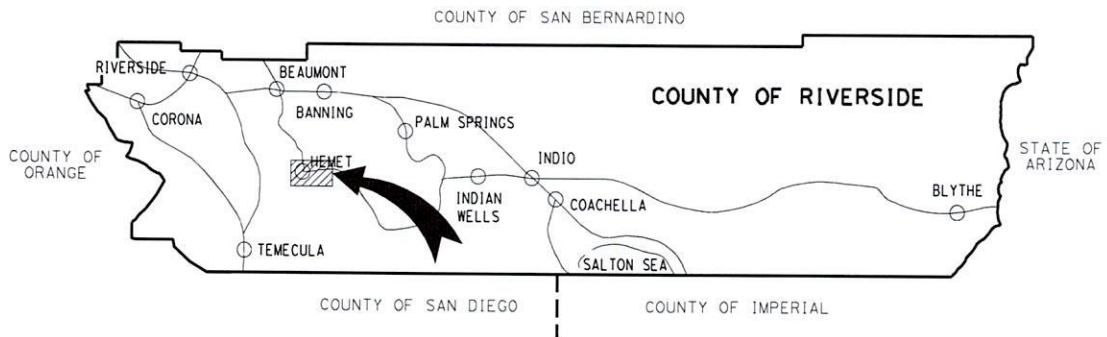 COUNTY OF SAN BERNARDINO
RIVERSIDE
BEAUMONT
COUNTY OF RIVERSIDE
CORONA
BANNING
PALM SPRINGS
COUNTY OF
ORANGE
HEMET
INDIO
STATE OF
ARIZONA
INDIAN
WELLS
COACHELLA
BLYTHE
TEMECULA
SALTON SEA
COUNTY OF SAN DIEGO
COUNTY OF IMPERIAL